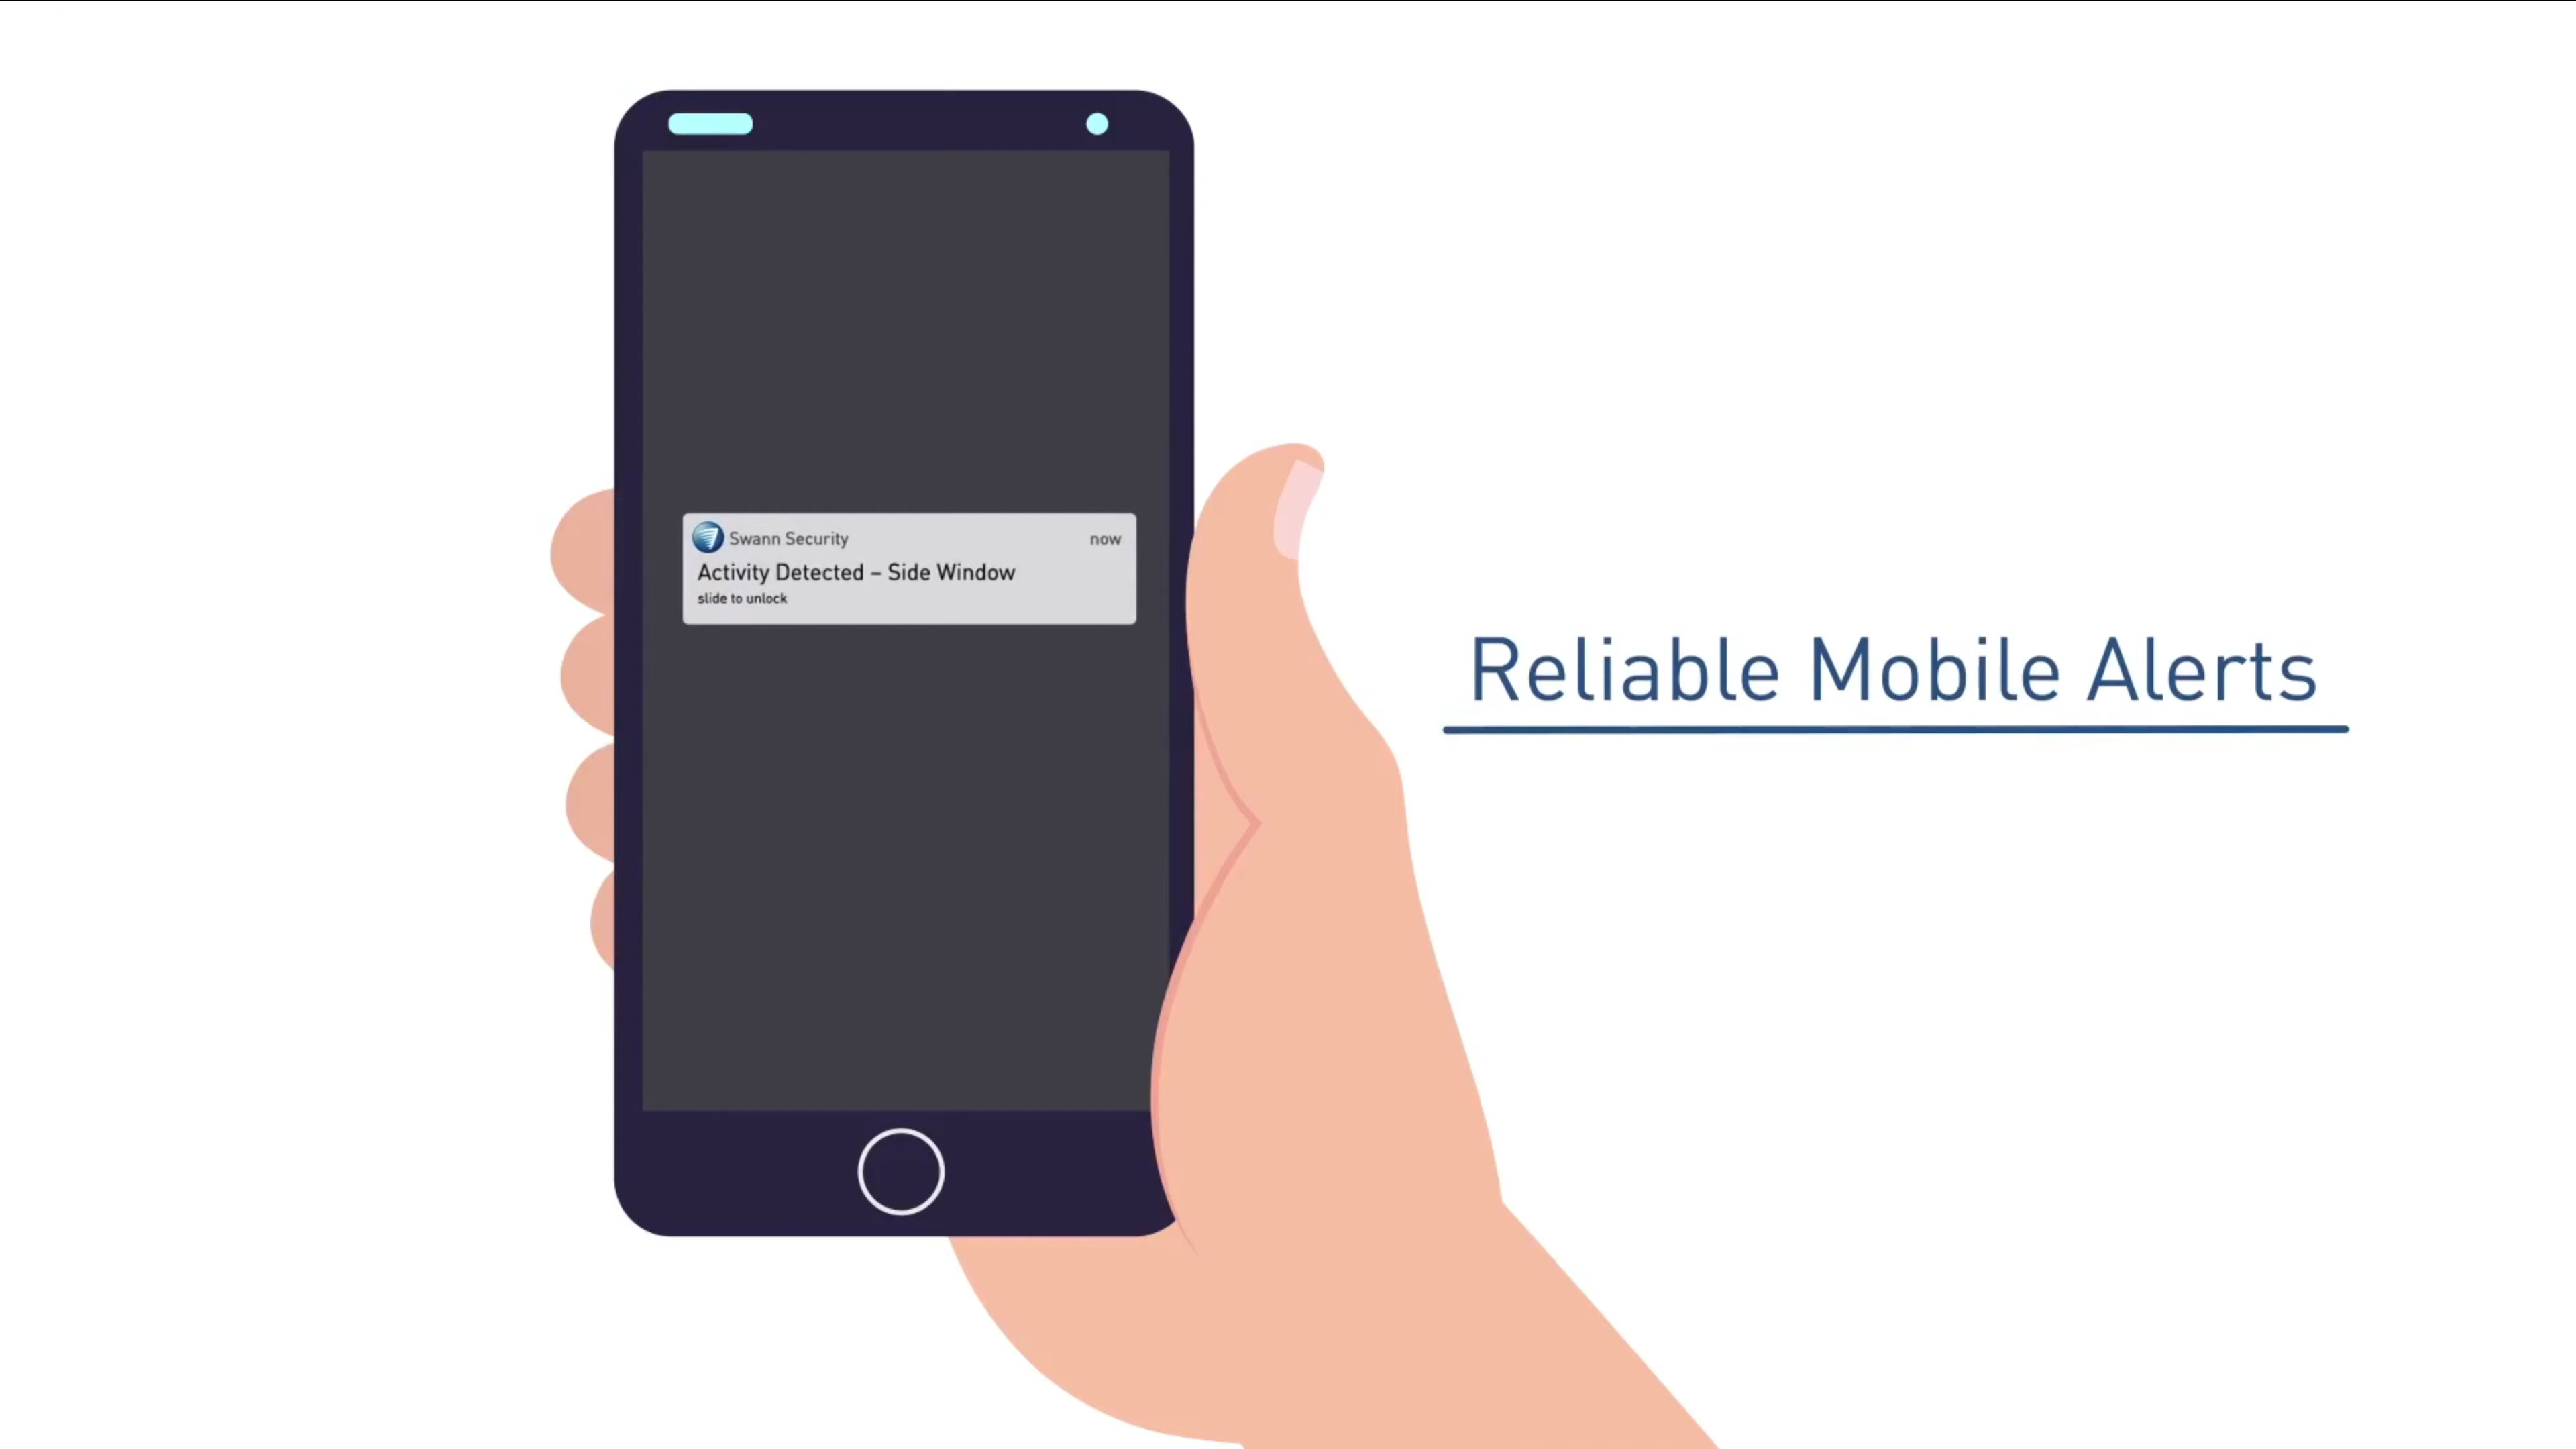 Swann Security now
Activity Detected – Side Window
slide to unlock
Reliable Mobile Alerts